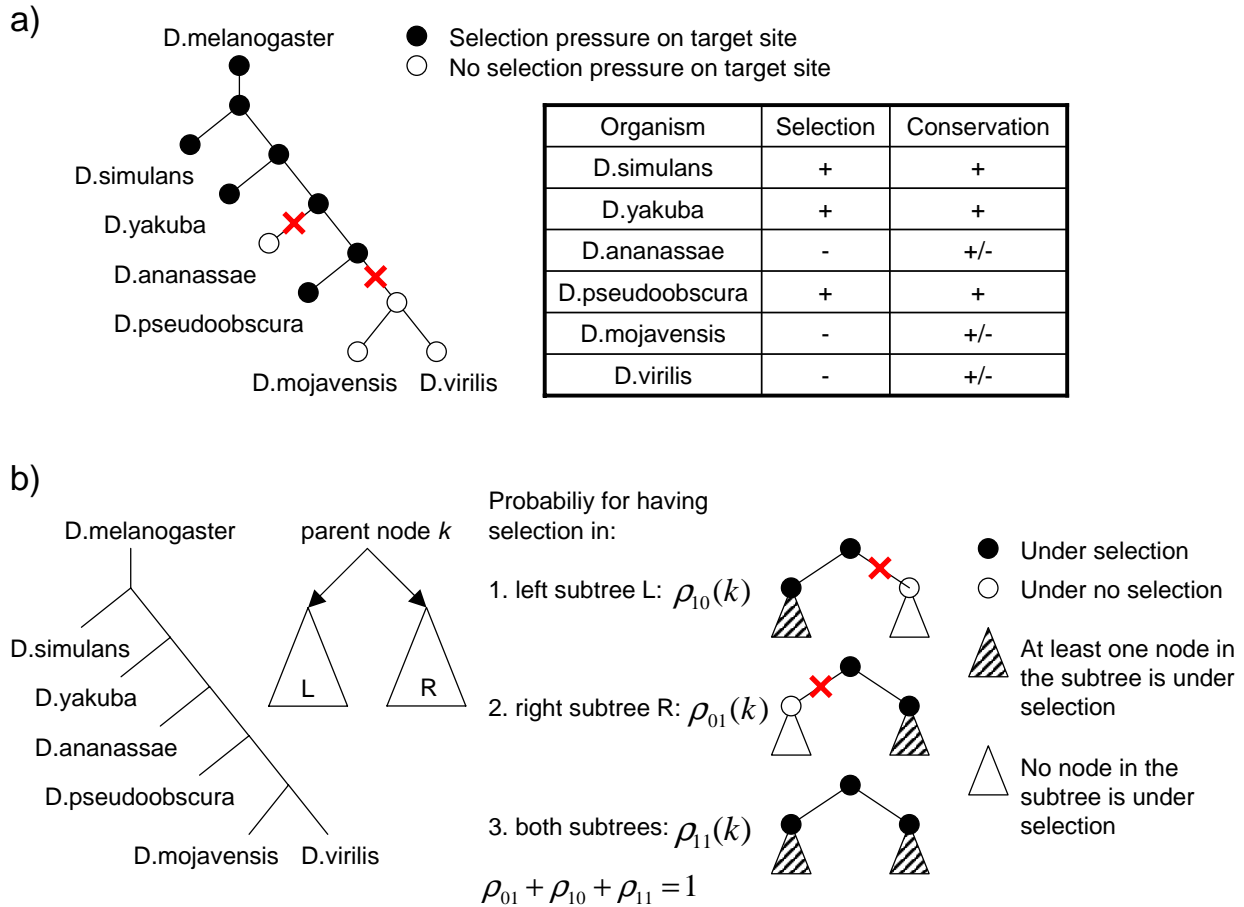 a)
D.melanogaster
Selection pressure on target site
No selection pressure on target site
D.simulans
D.yakuba
D.ananassae
D.pseudoobscura
D.mojavensis D.virilis
Organism Selection Conservation
D.simulans + +
D.yakuba + +
D.ananassae - +/-
D.pseudoobscura + +
D.mojavensis - +/-
D.virilis - +/-
b)
D.melanogaster
D.simulans
D.yakuba
D.ananassae
D.pseudoobscura
D.mojavensis D.virilis
parent node k
L R
Probabiliy for having
selection in:
1. left subtree L: ρ₁₀(k)
2. right subtree R: ρ₀₁(k)
3. both subtrees: ρ₁₁(k)
ρ₀₁ + ρ₁₀ + ρ₁₁ = 1
Under selection
Under no selection
At least one node in
the subtree is under
selection
No node in the
subtree is under
selection